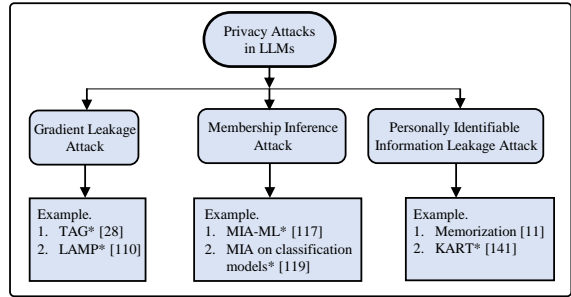 Privacy Attacks
in LLMs
Gradient Leakage
Attack
Membership Inference
Attack
Personally Identifiable
Information Leakage Attack
Example.
1. TAG* [28]
2. LAMP* [110]
Example.
1. MIA-ML* [117]
2. MIA on classification
models* [119]
Example.
1. Memorization [11]
2. KART* [141]